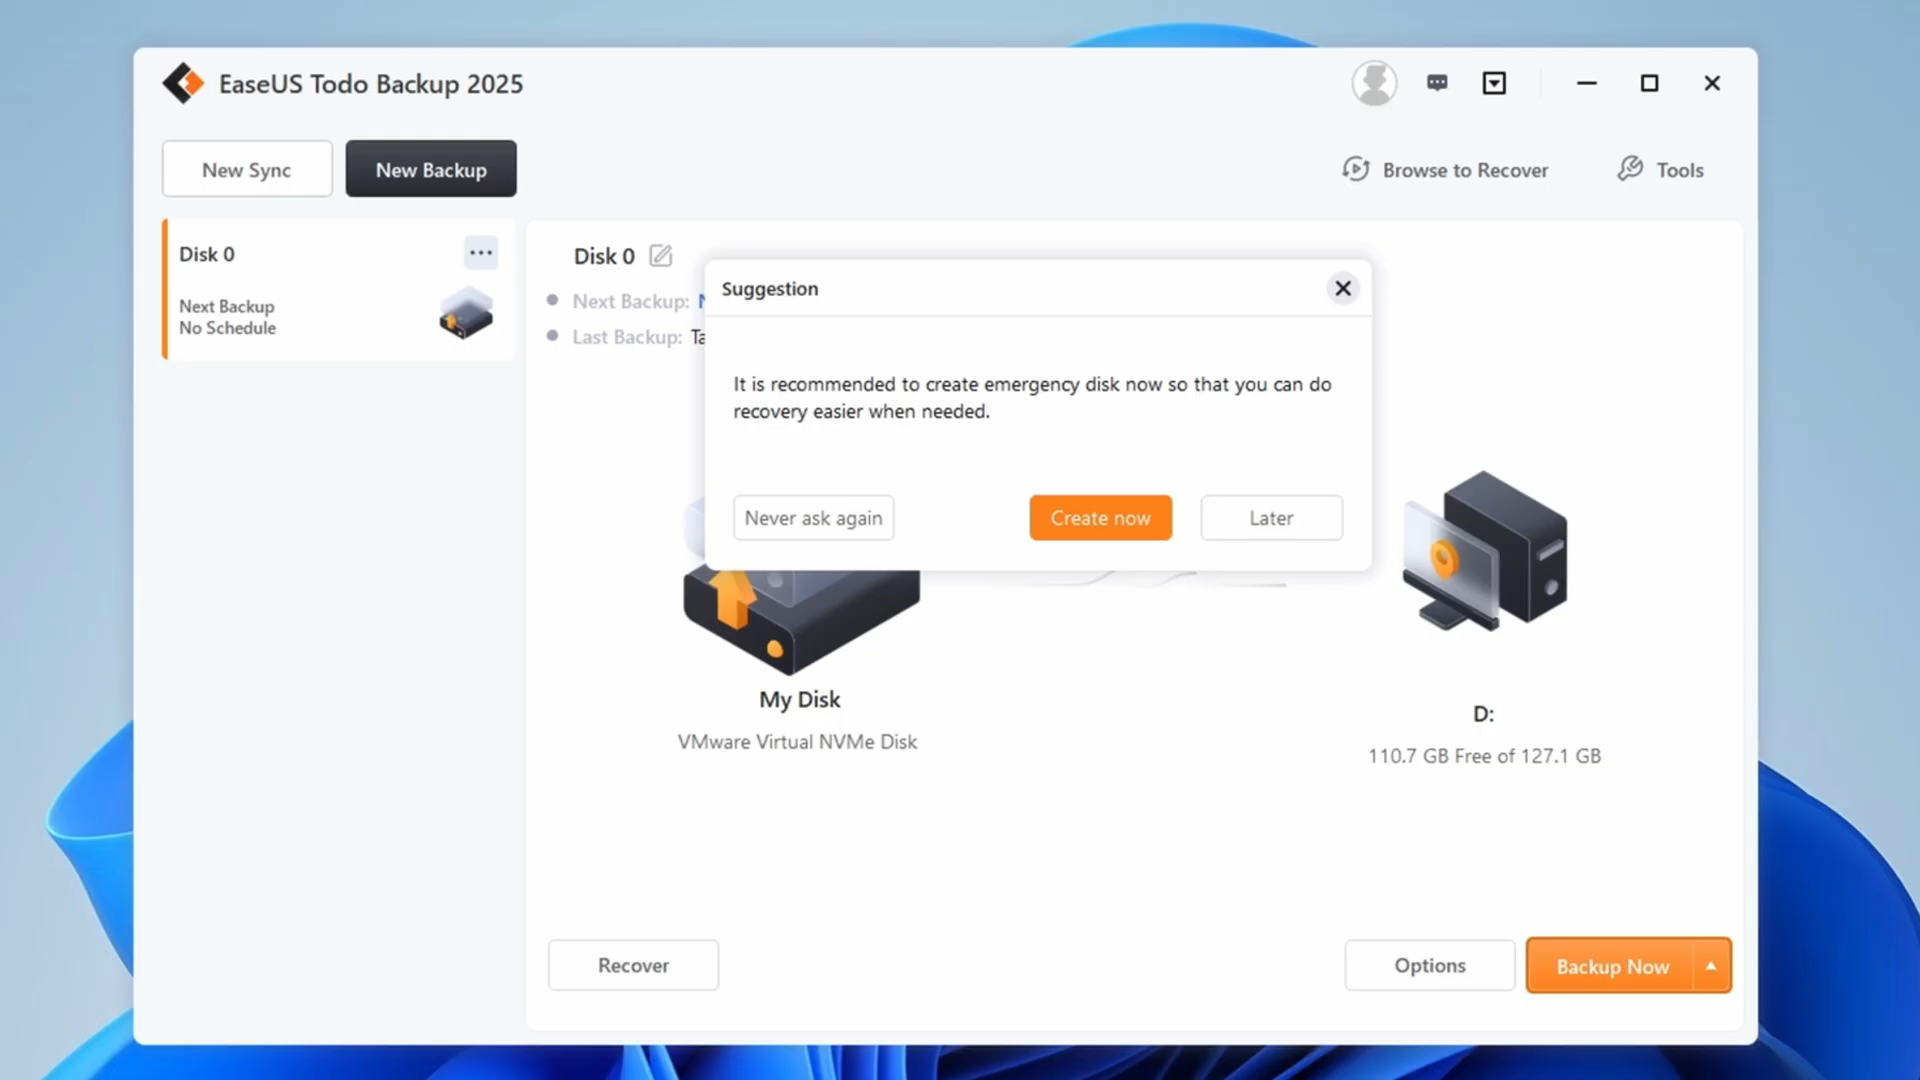 EaseUS Todo Backup 2025
New Sync
New Backup
Browse to Recover
Tools
Disk 0
Next Backup
No Schedule
Disk 0
Next Backup:
Last Backup:
Suggestion
It is recommended to create emergency disk now so that you can do
recovery easier when needed.
Never ask again
Create now
Later
My Disk
VMware Virtual NVMe Disk
D:
110.7 GB Free of 127.1 GB
Recover
Options
Backup Now